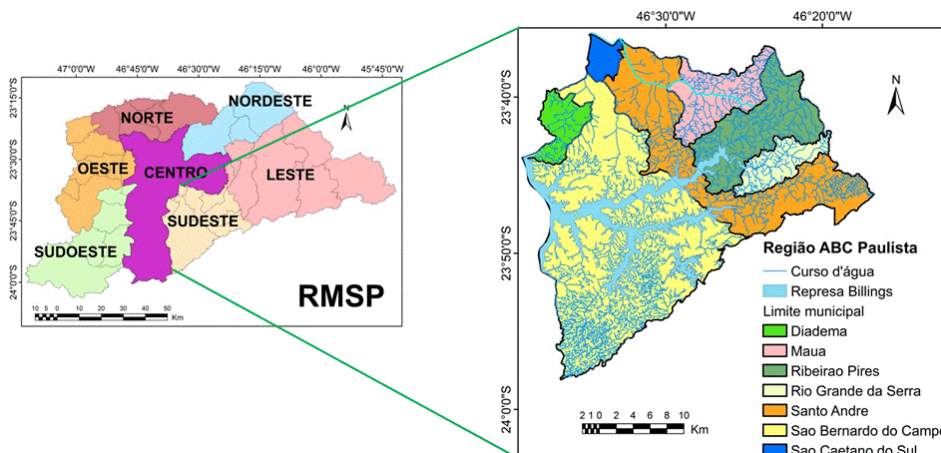 47°0'0"W 46°45'0"W 46°30'0"W 46°15'0"W 46°0'0"W 45°45'0"W
23°15'0"S
23°30'0"S
23°45'0"S
24°0'0"S
NORDESTE
NORTE
N
OESTE
CENTRO
LESTE
SUDESTE
SUDOESTE
RMSP
10 5 0 10 20 30 40 50
Km
46°30'0"W 46°20'0"W
23°40'0"S
23°50'0"S
24°0'0"S
N
Região ABC Paulista
Curso d'água
Represa Billings
Limite municipal
Diadema
Maua
Ribeirao Pires
Rio Grande da Serra
Santo Andre
Sao Bernardo do Campo
Sao Caetano do Sul
2 1 0 2 4 6 8 10
Km